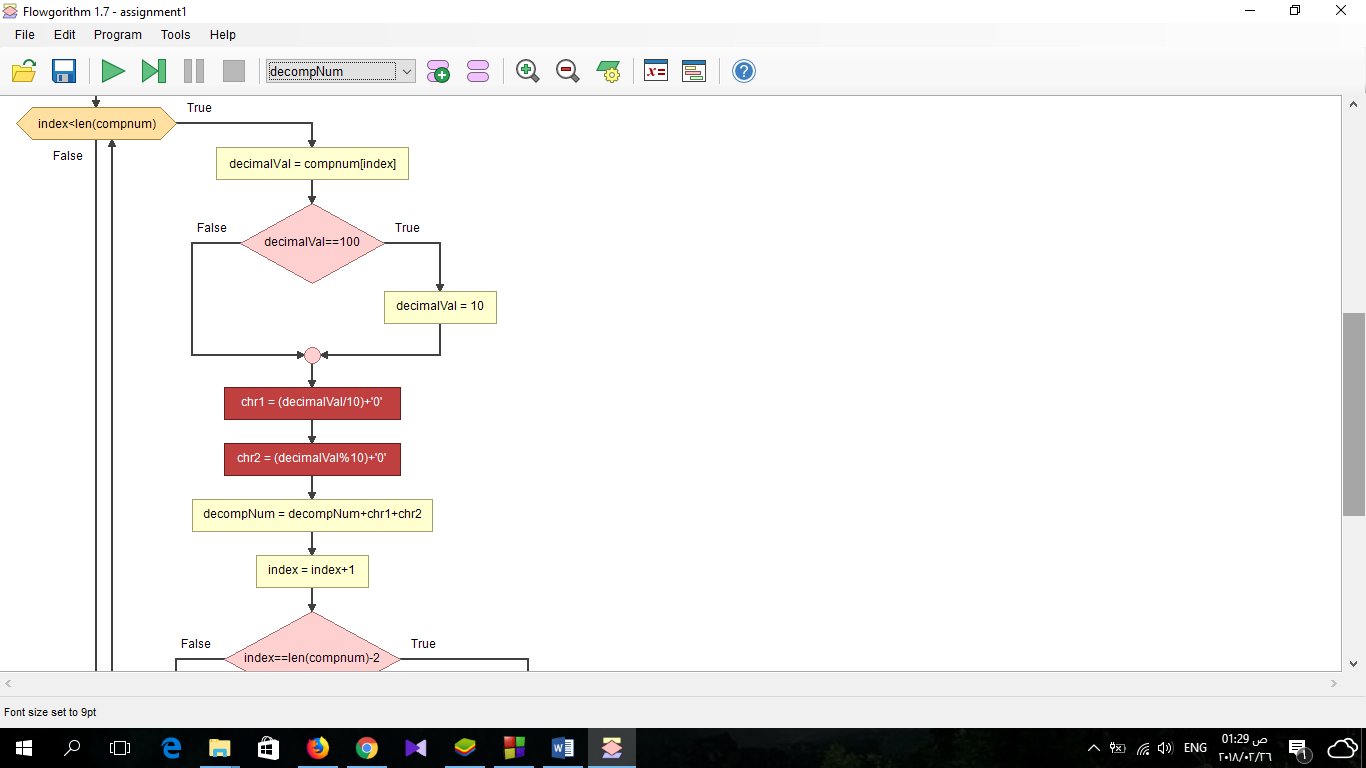 Flowgorithm 1.7 - assignment1
File Edit Program Tools Help
decompNum
True
index<len(compnum)
False
decimalVal = compnum[index]
False
True
decimalVal==100
decimalVal = 10
chr1 = (decimalVal/10)+'0'
chr2 = (decimalVal%10)+'0'
decompNum = decompNum+chr1+chr2
index = index+1
False
True
index==len(compnum)-2
Font size set to 9pt
ENG
01:29 ص
٢٠١٨/٠٢/٢٦
1